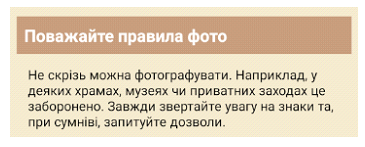 Поважайте правила фото
Не скрізь можна фотографувати. Наприклад, у
деяких храмах, музеях чи приватних заходах це
заборонено. Завжди звертайте увагу на знаки та,
при сумніві, запитуйте дозволи.